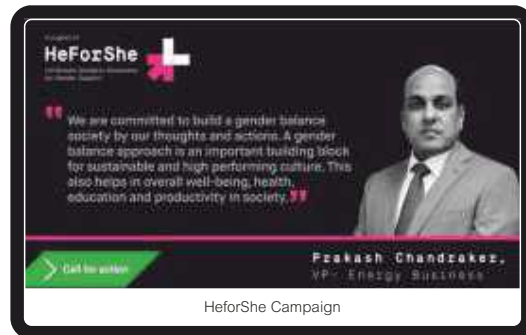 HeForShe
We are committed to build a gender balance
society by our thoughts and actions. A gender
balance approach is an important building block
for sustainable and high performing culture. This
also helps in overall well-being, health,
education and productivity in society.
Call for action
Prakash Chandraker,
VP- Energy Business
HeforShe Campaign